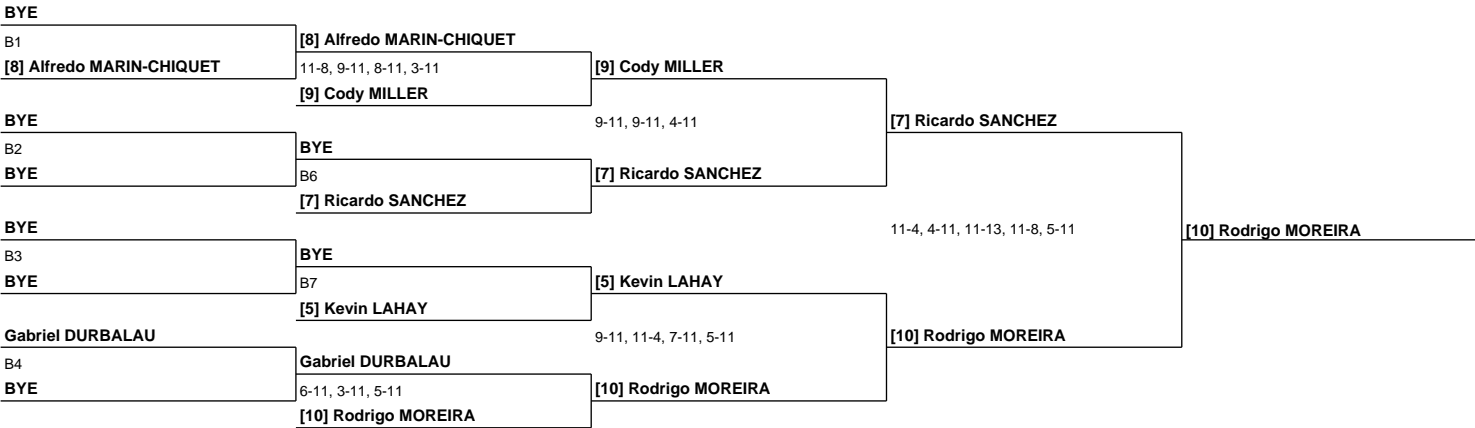 BYE
B1
[8] Alfredo MARIN-CHIQUET
[8] Alfredo MARIN-CHIQUET
11-8, 9-11, 8-11, 3-11
[9] Cody MILLER
[9] Cody MILLER
9-11, 9-11, 4-11
BYE
B2
BYE
BYE
B6
[7] Ricardo SANCHEZ
[7] Ricardo SANCHEZ
[7] Ricardo SANCHEZ
11-4, 4-11, 11-13, 11-8, 5-11
[10] Rodrigo MOREIRA
BYE
B3
BYE
BYE
B7
[5] Kevin LAHAY
[5] Kevin LAHAY
9-11, 11-4, 7-11, 5-11
[10] Rodrigo MOREIRA
Gabriel DURBALAU
B4
BYE
Gabriel DURBALAU
6-11, 3-11, 5-11
[10] Rodrigo MOREIRA
[10] Rodrigo MOREIRA